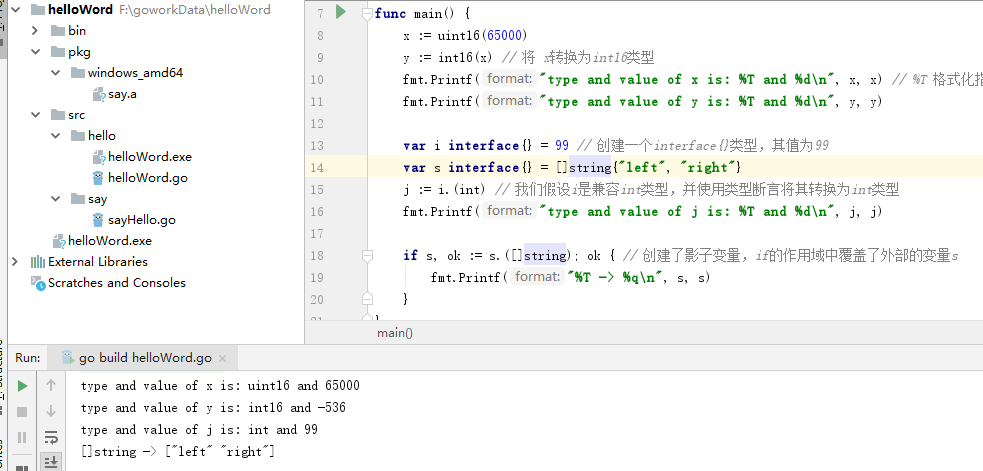 helloWord F:\goworkData\helloWord
bin
pkg
windows_amd64
say.a
src
hello
helloWord.exe
helloWord.go
say
sayHello.go
helloWord.exe
External Libraries
Scratches and Consoles
7 func main() {
8 x := uint16(65000)
9 y := int16(x) // 将 x转换为int16类型
10 fmt.Printf( format: "type and value of x is: %T and %d\n", x, x) // %T 格式化指
11 fmt.Printf( format: "type and value of y is: %T and %d\n", y, y)
12
13 var i interface{} = 99 // 创建一个interface{}类型，其值为99
14 var s interface{} = []string{"left", "right"}
15 j := i.(int) // 我们假设i是兼容int类型，并使用类型断言将其转换为int类型
16 fmt.Printf( format: "type and value of j is: %T and %d\n", j, j)
17
18 if s, ok := s.([]string); ok { // 创建了影子变量，if的作用域中覆盖了外部的变量s
19 fmt.Printf( format: "%T -> %q\n", s, s)
20 }
21 }
main()
Run: go build helloWord.go
type and value of x is: uint16 and 65000
type and value of y is: int16 and -536
type and value of j is: int and 99
[]string -> ["left" "right"]